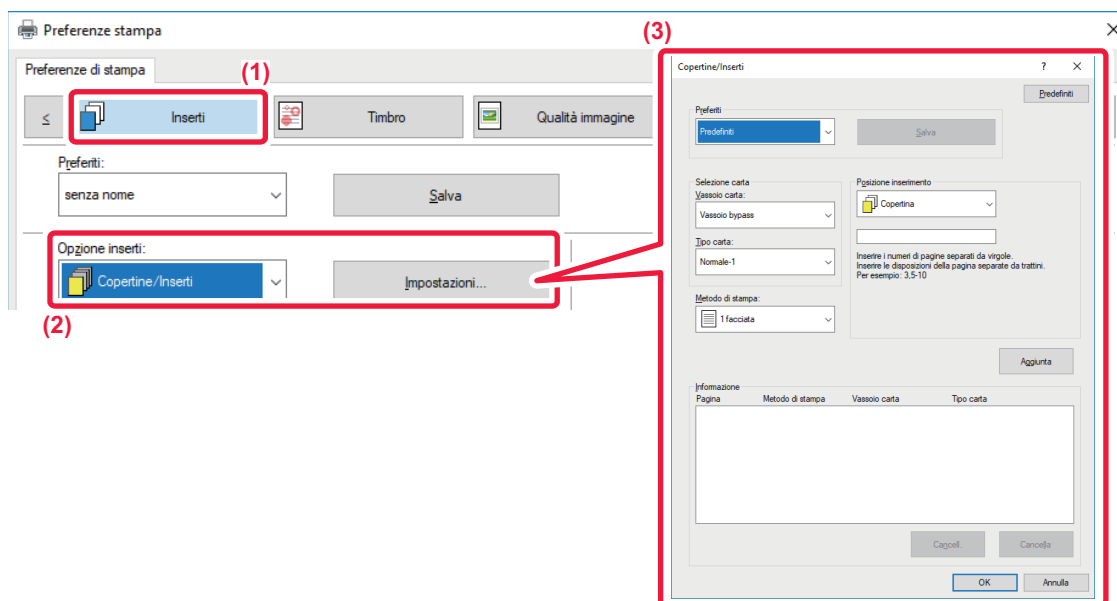 Preferenze stampa
(3)
Preferenze di stampa
(1)
≤
Inserti
Timbro
Qualità immagine
Preferiti:
senza nome
Salva
Opzione inserti:
Copertine/Inserti
Impostazioni...
(2)
Copertine/Inserti
?
Predefiniti
Preferiti
Predefiniti
Salva
Selezione carta
Vassoio carta:
Vassoio bypass
Tipo carta:
Normale-1
Metodo di stampa:
1 facciata
Posizione inserimento
Copertina
Inserire i numeri di pagine separati da virgole.
Inserire le disposizioni della pagina separate da trattini.
Per esempio: 3,5-10
Aggiunta
Informazione
Pagina Metodo di stampa Vassoio carta Tipo carta
Cancell. Cancella
OK Annulla